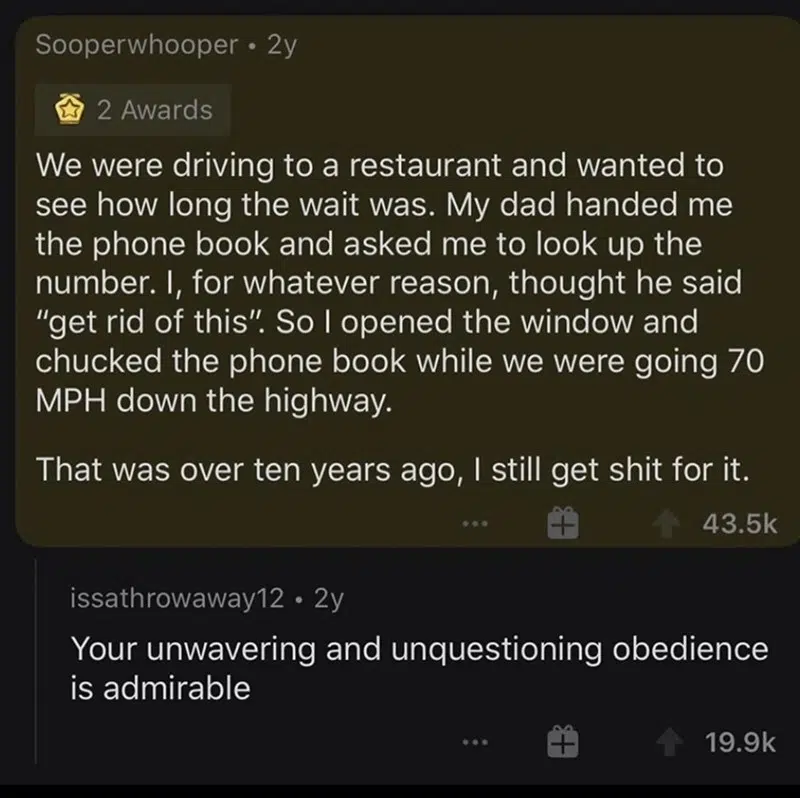 Sooperwhooper • 2y
2 Awards
We were driving to a restaurant and wanted to
see how long the wait was. My dad handed me
the phone book and asked me to look up the
number. I, for whatever reason, thought he said
"get rid of this". So I opened the window and
chucked the phone book while we were going 70
MPH down the highway.
That was over ten years ago, I still get shit for it.
43.5k
issathrowaway12 • 2y
Your unwavering and unquestioning obedience
is admirable
19.9k